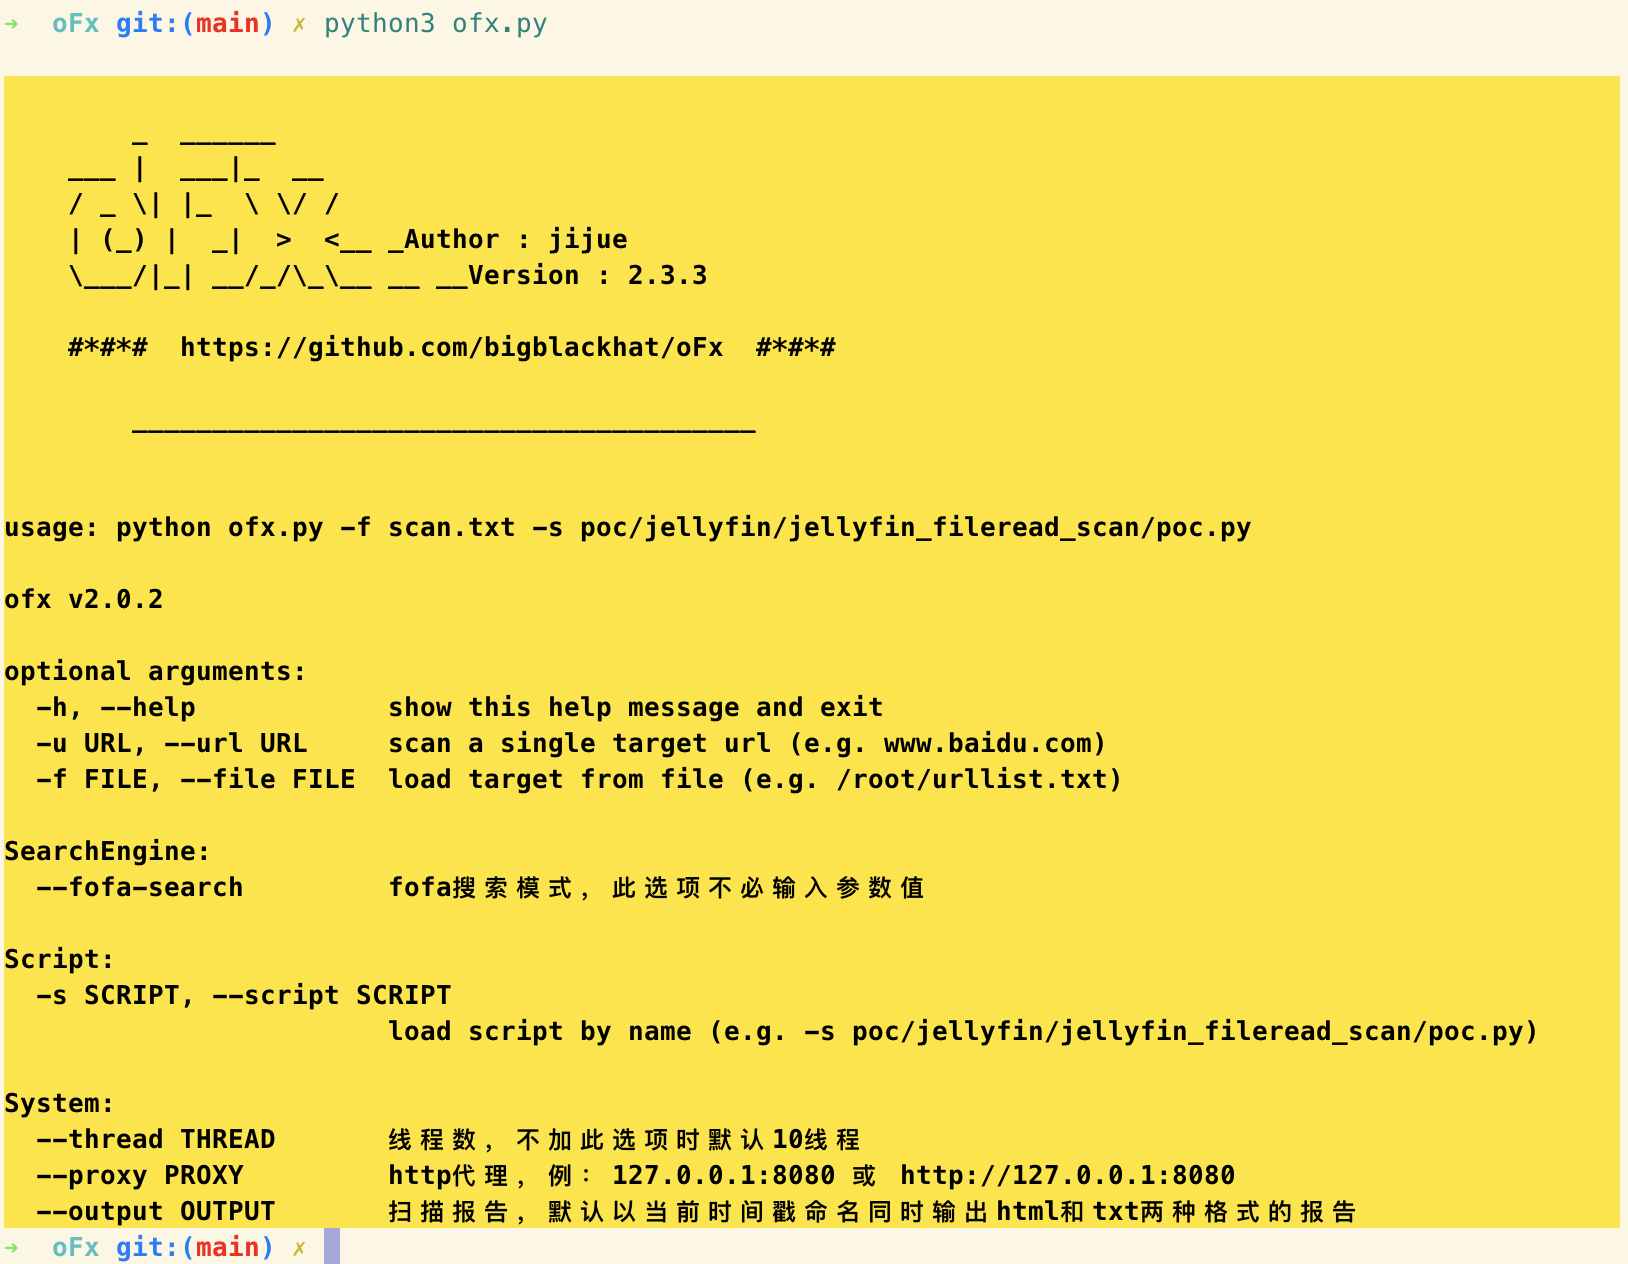 ➜  oFx git:(main) ✗ python3 ofx.py
        _  ______
    ___ |  ___|_  __
    / _ \| |_  \ \/ /
    | (_) |  _|  >  <__ _Author : jijue
    \___/|_| __/_/\_\__ __ __Version : 2.3.3
    #*#*#  https://github.com/bigblackhat/oFx  #*#*#
        _______________________________________
usage: python ofx.py -f scan.txt -s poc/jellyfin/jellyfin_fileread_scan/poc.py
ofx v2.0.2
optional arguments:
  -h, --help            show this help message and exit
  -u URL, --url URL     scan a single target url (e.g. www.baidu.com)
  -f FILE, --file FILE  load target from file (e.g. /root/urllist.txt)
SearchEngine:
  --fofa-search         fofa搜索模式，此选项不必输入参数值
Script:
  -s SCRIPT, --script SCRIPT
                        load script by name (e.g. -s poc/jellyfin/jellyfin_fileread_scan/poc.py)
System:
  --thread THREAD       线程数，不加此选项时默认10线程
  --proxy PROXY         http代理，例：127.0.0.1:8080 或 http://127.0.0.1:8080
  --output OUTPUT       扫描报告，默认以当前时间戳命名同时输出html和txt两种格式的报告
➜  oFx git:(main) ✗